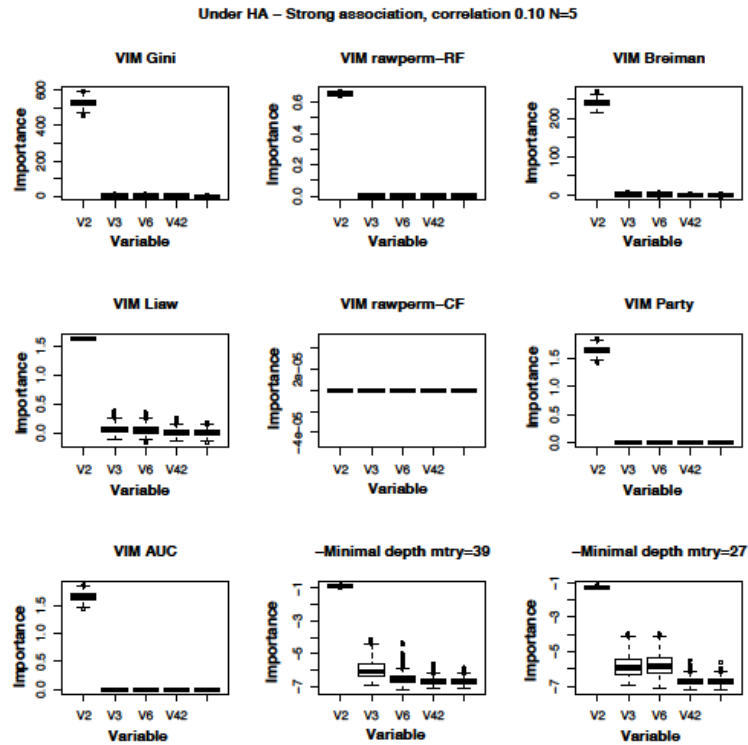 Under HA – Strong association, correlation 0.10 N=5
VIM Gini
Importance
0 200 400 600
V2 V3 V6 V42
Variable
VIM rawperm–RF
Importance
0.0 0.2 0.4 0.6
V2 V3 V6 V42
Variable
VIM Breiman
Importance
0 100 200
V2 V3 V6 V42
Variable
VIM Liaw
Importance
0.0 0.5 1.0 1.5
V2 V3 V6 V42
Variable
VIM rawperm–CF
Importance
−4e−05 2e−05
V2 V3 V6 V42
Variable
VIM Party
Importance
0.0 0.5 1.0 1.5
V2 V3 V6 V42
Variable
VIM AUC
Importance
0.0 0.5 1.0 1.5
V2 V3 V6 V42
Variable
–Minimal depth mtry=39
Importance
−7 −5 −3 −1
V2 V3 V6 V42
Variable
–Minimal depth mtry=27
Importance
−7 −5 −3 −1
V2 V3 V6 V42
Variable